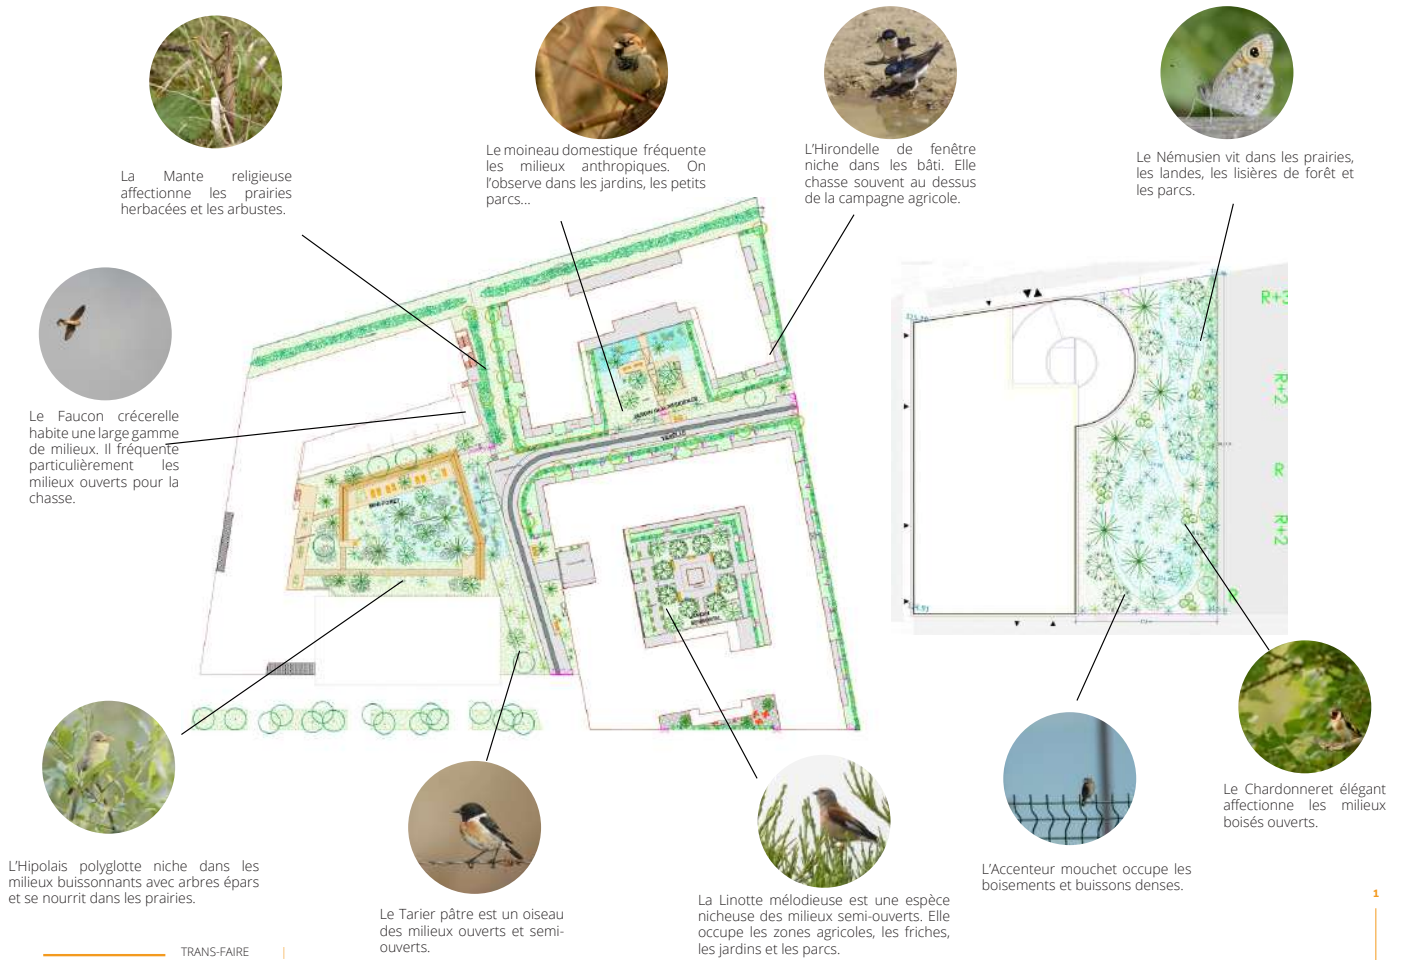 La Mante religieuse
affectionne les prairies
herbacées et les arbustes.
Le moineau domestique fréquente
les milieux anthropiques. On
l'observe dans les jardins, les petits
parcs...
L'Hirondelle de fenêtre
niche dans les bâti. Elle
chasse souvent au dessus
de la campagne agricole.
Le Némusien vit dans les prairies,
les landes, les lisières de forêt et
les parcs.
Le Faucon crécerelle
habite une large gamme
de milieux. Il fréquente
particulièrement les
milieux ouverts pour la
chasse.
R+3
R+2
R
R+2
R
JARDIN DE LA RÉSIDENCE
MINI-FORET
L'Hipolais polyglotte niche dans les
milieux buissonnants avec arbres épars
et se nourrit dans les prairies.
Le Tarier pâtre est un oiseau
des milieux ouverts et semi-
ouverts.
La Linotte mélodieuse est une espèce
nicheuse des milieux semi-ouverts. Elle
occupe les zones agricoles, les friches,
les jardins et les parcs.
L'Accenteur mouchet occupe les
boisements et buissons denses.
Le Chardonneret élégant
affectionne les milieux
boisés ouverts.
1
TRANS-FAIRE